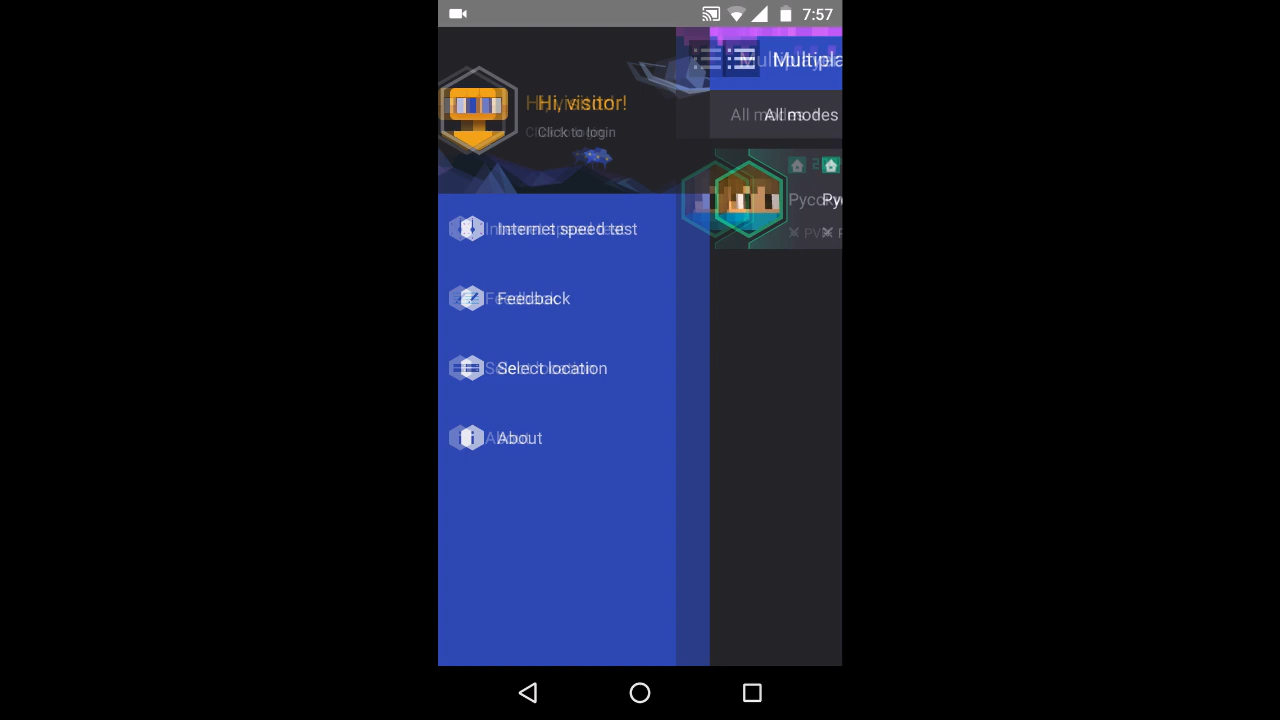 7:57
Multipla
Hi, visitor!
All modes
Click to login
Internet speed test
Feedback
Select location
About